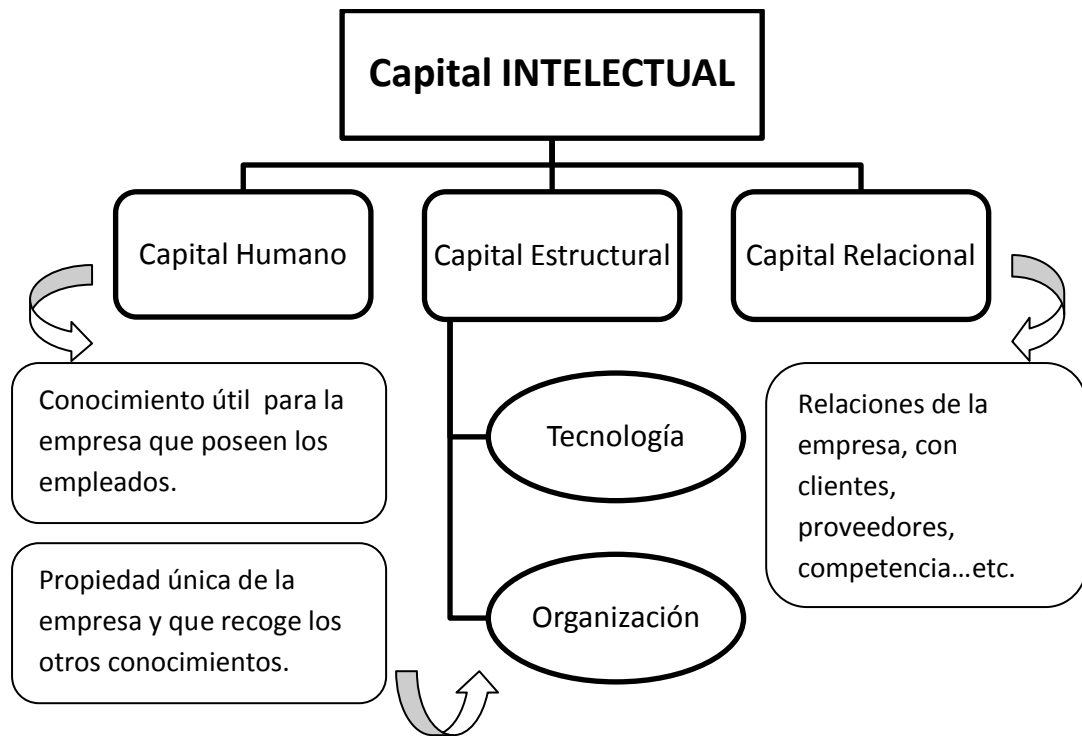 Capital INTELECTUAL
Capital Humano
Capital Estructural
Capital Relacional
Conocimiento útil para la
empresa que poseen los
empleados.
Tecnología
Relaciones de la
empresa, con
clientes,
proveedores,
competencia...etc.
Propiedad única de la
empresa y que recoge los
otros conocimientos.
Organización